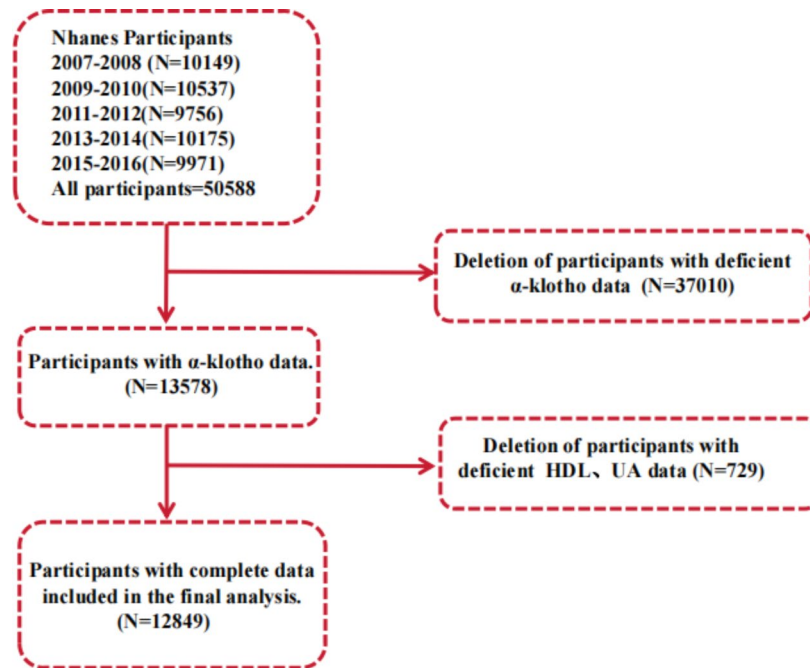 Nhanes Participants
2007-2008 (N=10149)
2009-2010(N=10537)
2011-2012(N=9756)
2013-2014(N=10175)
2015-2016(N=9971)
All participants=50588
Deletion of participants with deficient
α-klotho data (N=37010)
Participants with α-klotho data.
(N=13578)
Deletion of participants with
deficient HDL、UA data (N=729)
Participants with complete data
included in the final analysis.
(N=12849)